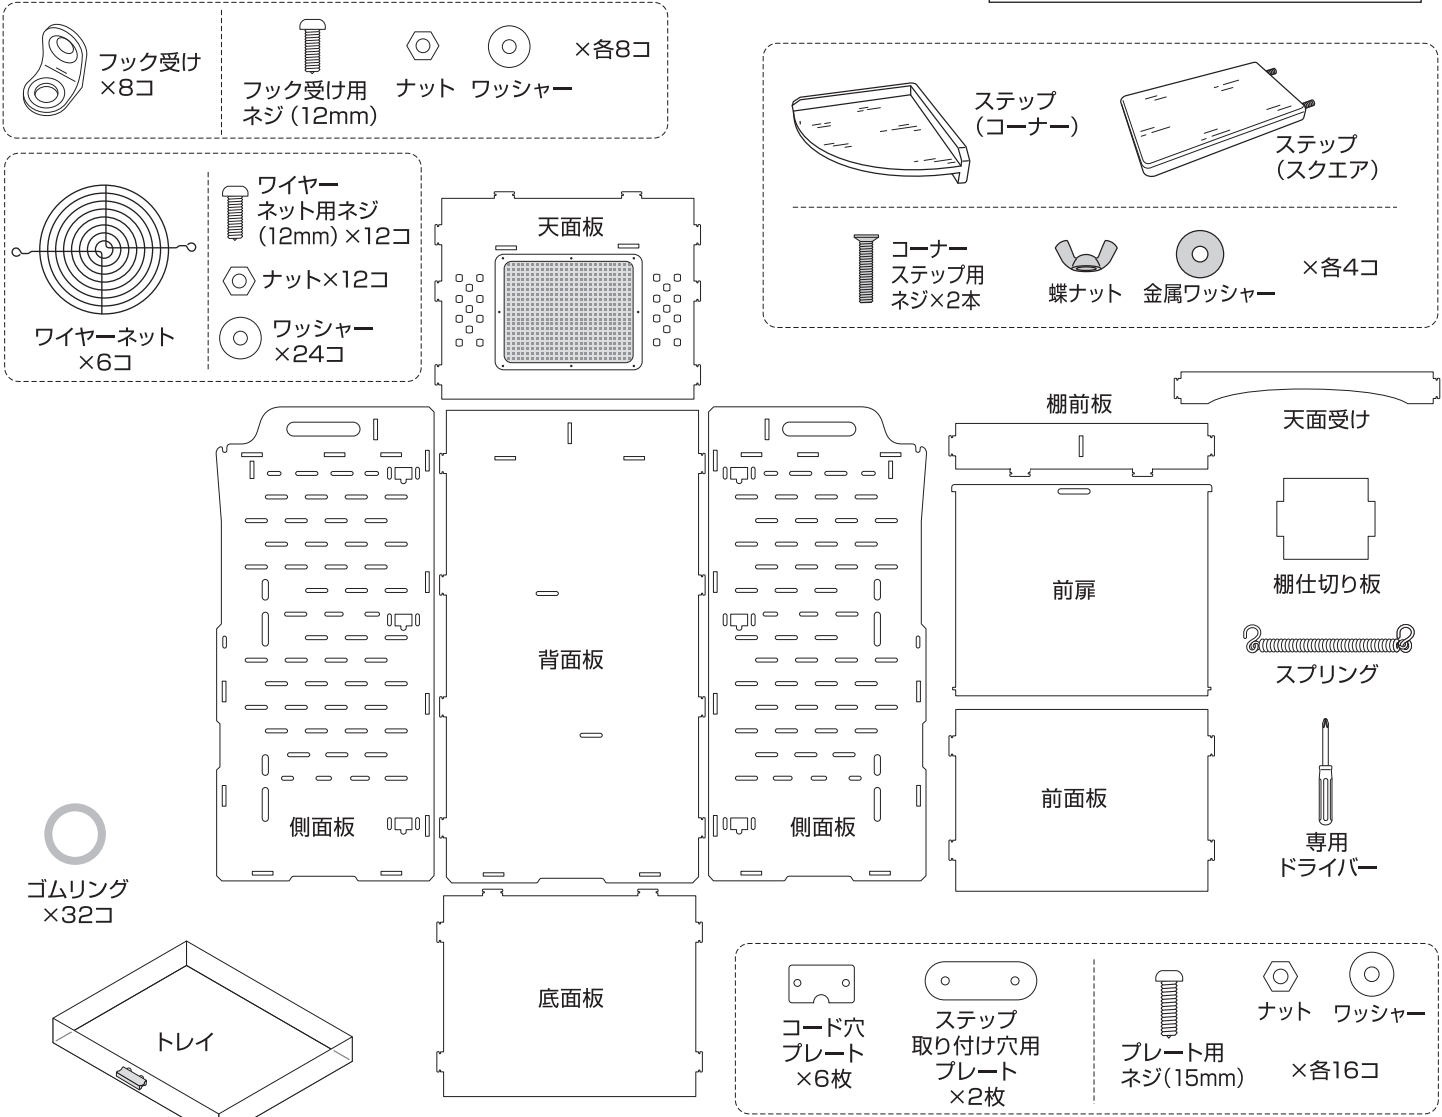 フック受け
×8コ
フック受け用
ネジ（12mm）
ナット
ワッシャー
×各8コ
ワイヤーネット
×6コ
ワイヤー
ネット用ネジ
（12mm）×12コ
ナット×12コ
ワッシャー
×24コ
天面板
ステップ
（コーナー）
ステップ
（スクエア）
コーナー
ステップ用
ネジ×2本
蝶ナット
金属ワッシャー
×各4コ
側面板
背面板
側面板
棚前板
天面受け
前扉
棚仕切り板
スプリング
前面板
専用
ドライバー
ゴムリング
×32コ
トレイ
底面板
コード穴
プレート
×6枚
ステップ
取り付け穴用
プレート
×2枚
プレート用
ネジ（15mm）
ナット
ワッシャー
×各16コ